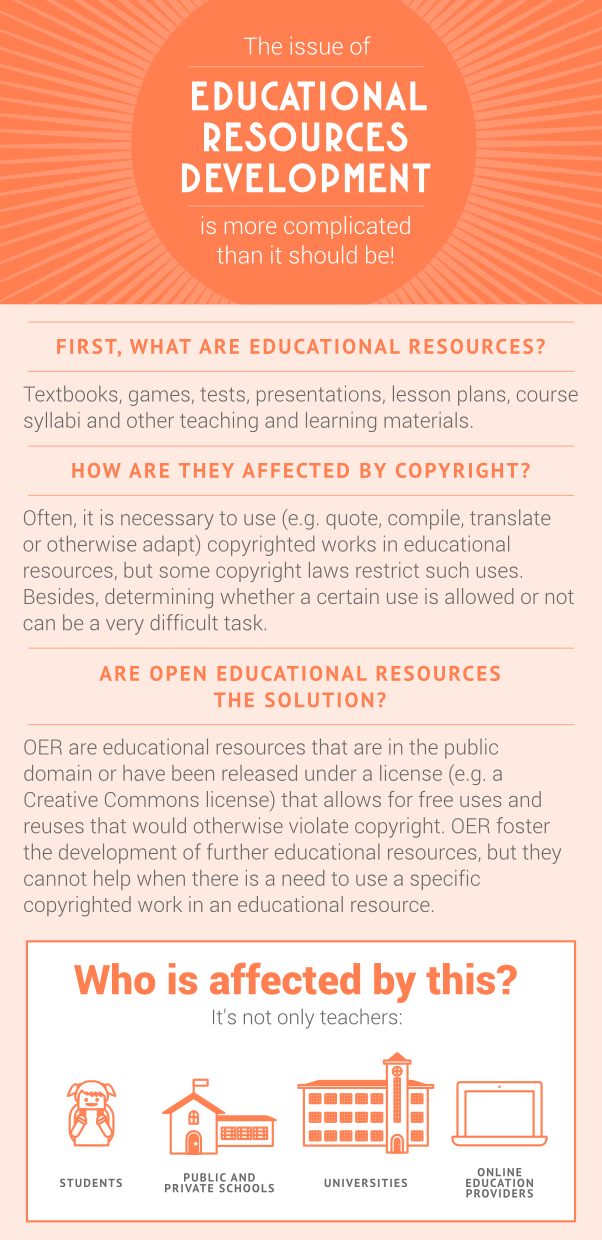 The issue of
EDUCATIONAL
RESOURCES
DEVELOPMENT
is more complicated
than it should be!
FIRST, WHAT ARE EDUCATIONAL RESOURCES?
Textbooks, games, tests, presentations, lesson plans, course
syllabi and other teaching and learning materials.
HOW ARE THEY AFFECTED BY COPYRIGHT?
Often, it is necessary to use (e.g. quote, compile, translate
or otherwise adapt) copyrighted works in educational
resources, but some copyright laws restrict such uses.
Besides, determining whether a certain use is allowed or not
can be a very difficult task.
ARE OPEN EDUCATIONAL RESOURCES
THE SOLUTION?
OER are educational resources that are in the public
domain or have been released under a license (e.g. a
Creative Commons license) that allows for free uses and
reuses that would otherwise violate copyright. OER foster
the development of further educational resources, but they
cannot help when there is a need to use a specific
copyrighted work in an educational resource.
Who is affected by this?
It's not only teachers:
STUDENTS
PUBLIC AND
PRIVATE SCHOOLS
UNIVERSITIES
ONLINE
EDUCATION
PROVIDERS